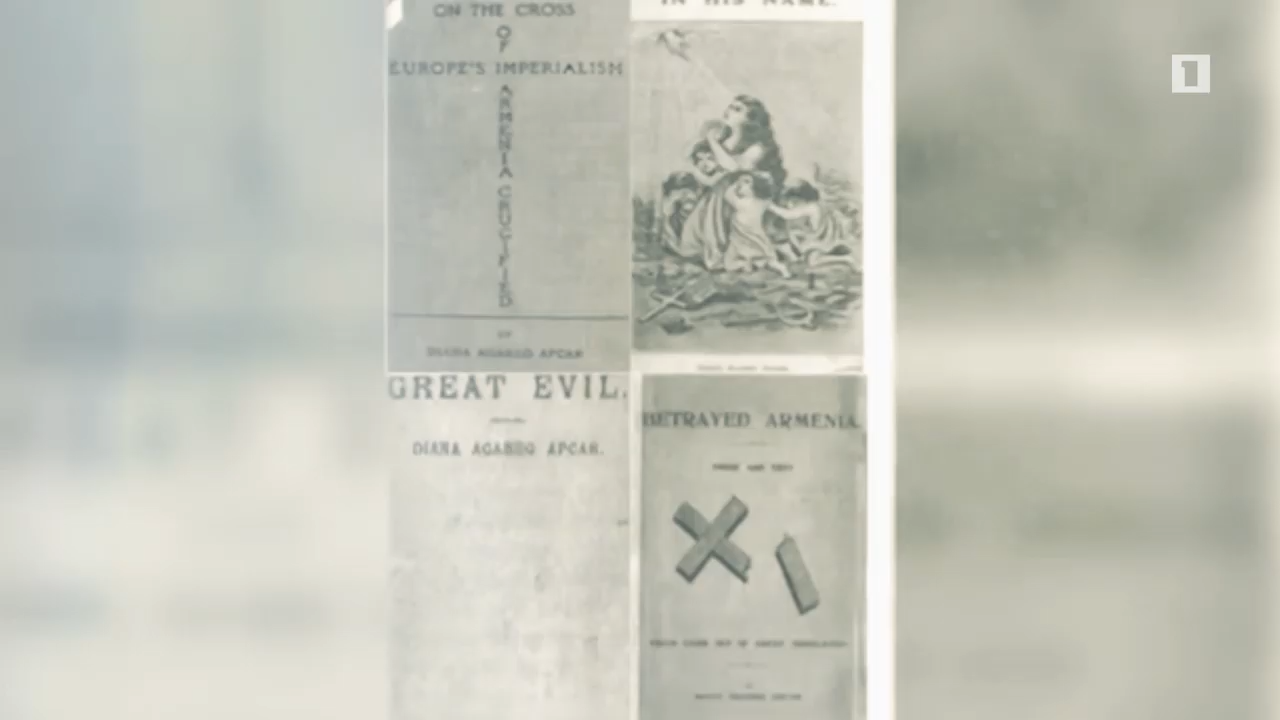 ON THE CROSS
OF
EUROPE'S IMPERIALISM
ARMENIA CRUCIFIED
BY
DIANA AGABEG APCAR
IN HIS NAME.
GREAT EVIL.
DIANA AGABEG APCAR.
BETRAYED ARMENIA.
1